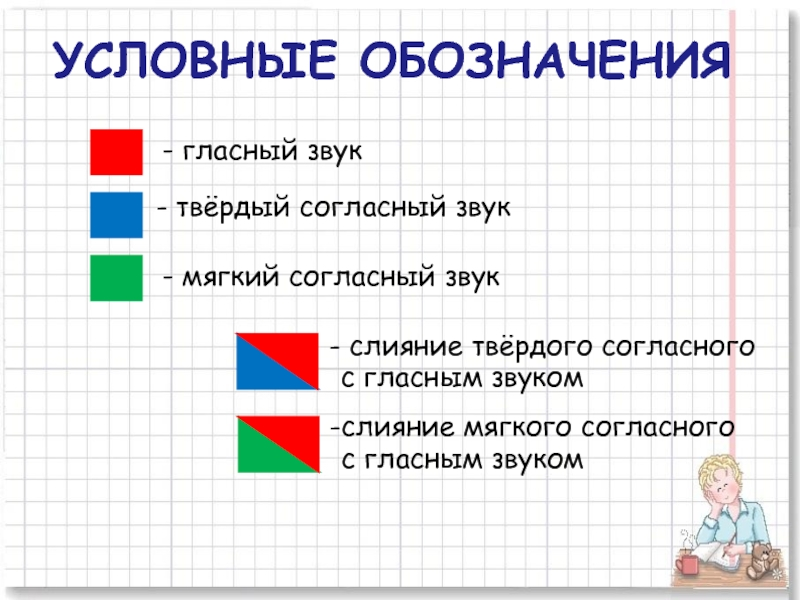 УСЛОВНЫЕ ОБОЗНАЧЕНИЯ
- гласный звук
- твёрдый согласный звук
- мягкий согласный звук
- слияние твёрдого согласного
с гласным звуком
-слияние мягкого согласного
с гласным звуком